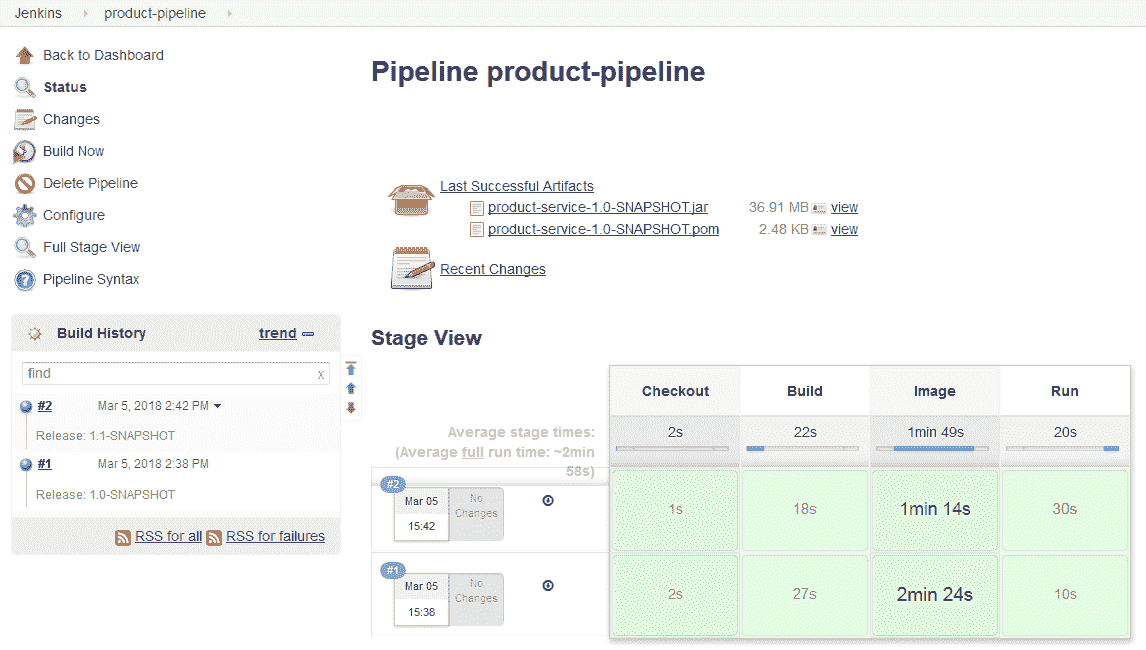 Jenkins product-pipeline
Back to Dashboard
Status
Changes
Build Now
Delete Pipeline
Configure
Full Stage View
Pipeline Syntax
Build History trend
find x
#2 Mar 5, 2018 2:42 PM
Release: 1.1-SNAPSHOT
#1 Mar 5, 2018 2:38 PM
Release: 1.0-SNAPSHOT
RSS for all RSS for failures
Pipeline product-pipeline
Last Successful Artifacts
product-service-1.0-SNAPSHOT.jar 36.91 MB view
product-service-1.0-SNAPSHOT.pom 2.48 KB view
Recent Changes
Stage View
Checkout Build Image Run
Average stage times:
(Average full run time: ~2min
58s)
2s 22s 1min 49s 20s
#2
Mar 05
15:42
No
Changes
1s 18s 1min 14s 30s
#1
Mar 05
15:38
No
Changes
2s 27s 2min 24s 10s